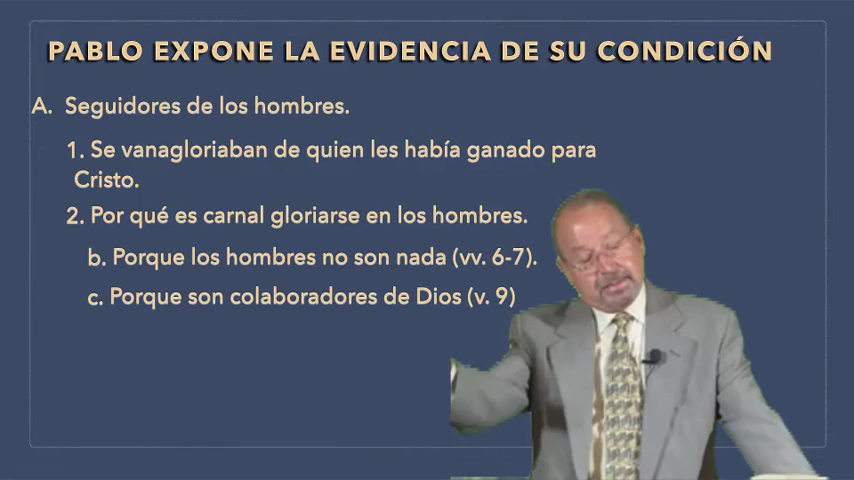 PABLO EXPONE LA EVIDENCIA DE SU CONDICIÓN
A. Seguidores de los hombres.
1. Se vanagloriaban de quien les había ganado para
Cristo.
2. Por qué es carnal gloriarse en los hombres.
b. Porque los hombres no son nada (vv. 6-7).
c. Porque son colaboradores de Dios (v. 9)